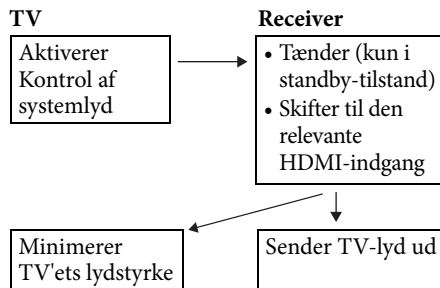 TV
Aktiverer
Kontrol af
systemlyd
Receiver
• Tænder (kun i
standby-tilstand)
• Skifter til den
relevante
HDMI-indgang
Minimerer
TV'ets lydstyrke
Sender TV-lyd ud